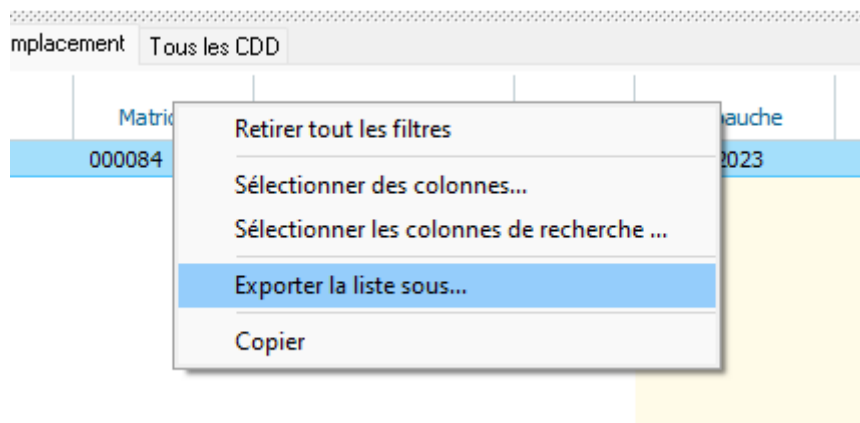 mplacement Tous les CDD
Matric auche
000084 2023
Retirer tout les filtres
Sélectionner des colonnes...
Sélectionner les colonnes de recherche ...
Exporter la liste sous...
Copier